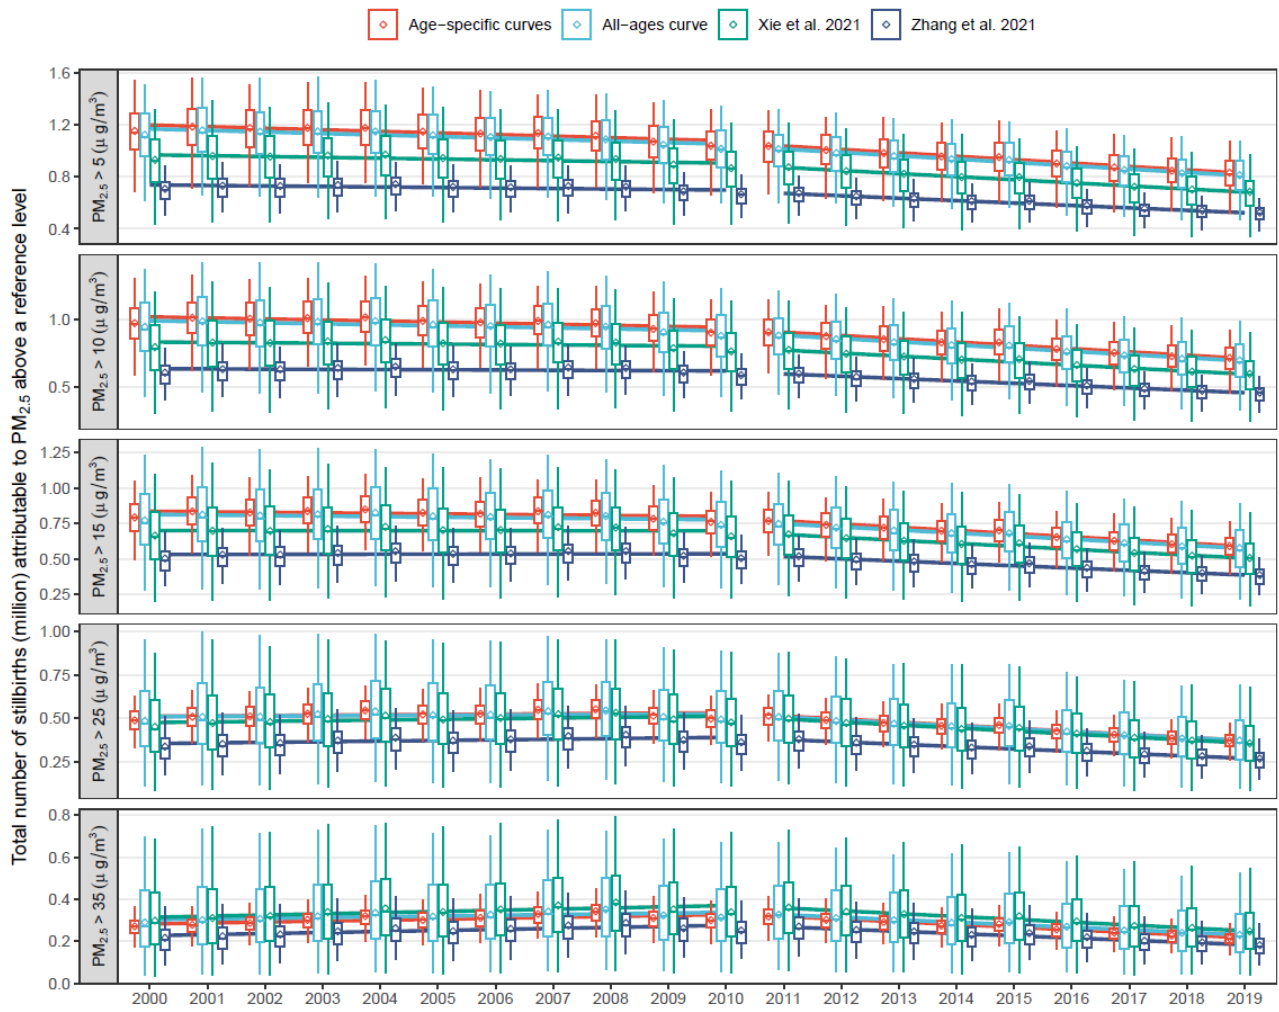 Age−specific curves All−ages curve Xie et al. 2021 Zhang et al. 2021
Total number of stillbirths (million) attributable to PM2.5 above a reference level
PM2.5 > 5 (μ g/m3)
1.6
1.2
0.8
0.4
PM2.5 > 10 (μ g/m3)
1.0
0.5
PM2.5 > 15 (μ g/m3)
1.25
1.00
0.75
0.50
0.25
PM2.5 > 25 (μ g/m3)
1.00
0.75
0.50
0.25
PM2.5 > 35 (μ g/m3)
0.8
0.6
0.4
0.2
0.0
2000 2001 2002 2003 2004 2005 2006 2007 2008 2009 2010 2011 2012 2013 2014 2015 2016 2017 2018 2019